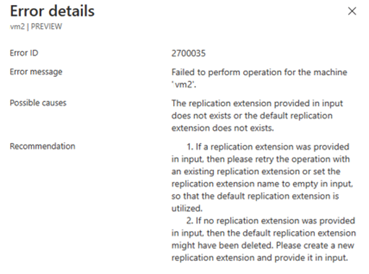 Error details
vm2 | PREVIEW
Error ID
2700035
Error message
Failed to perform operation for the machine
'vm2'.
Possible causes
The replication extension provided in input
does not exists or the default replication
extension does not exists.
Recommendation
1. If a replication extension was provided
in input, then please retry the operation with
an existing replication extension or set the
replication extension name to empty in input,
so that the default replication extension is
utilized.
2. If no replication extension was provided
in input, then the default replication extension
might have been deleted. Please create a new
replication extension and provide it in input.